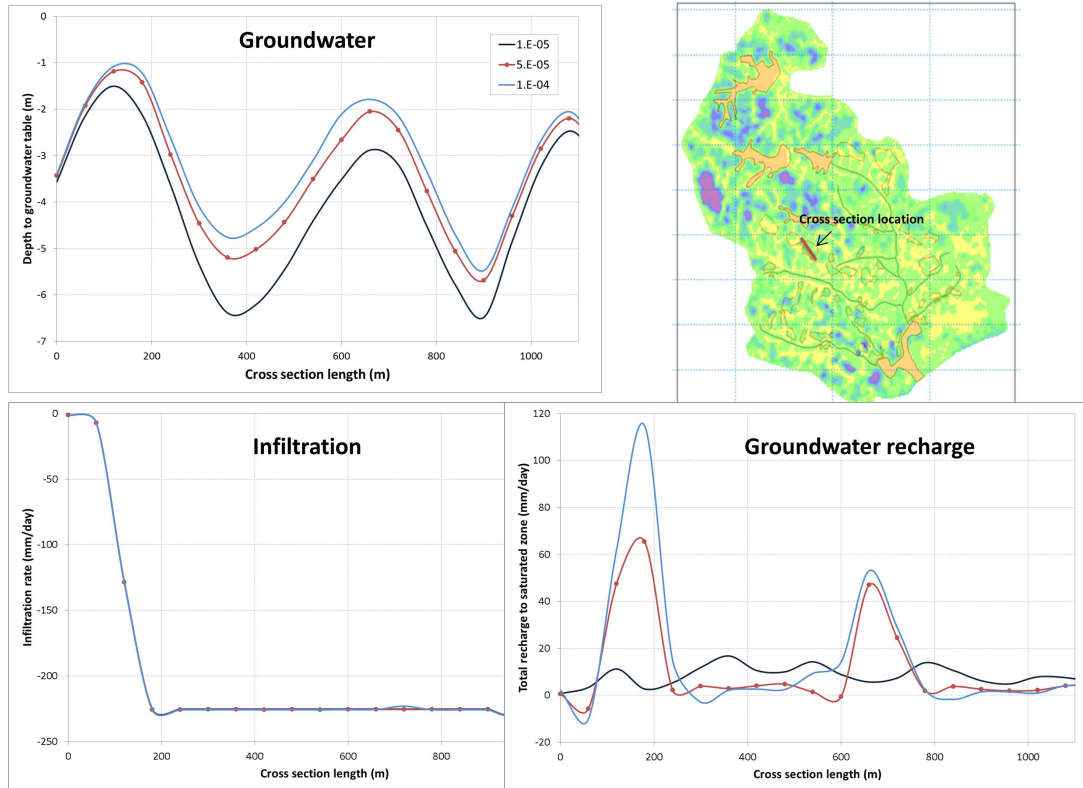 Groundwater
1.E-05
5.E-05
1.E-04
Depth to groundwater table (m)
0
-1
-2
-3
-4
-5
-6
-7
0 200 400 600 800 1000
Cross section length (m)
Cross section location
Infiltration
Infiltration rate (mm/day)
0
-50
-100
-150
-200
-250
0 200 400 600 800
Cross section length (m)
Groundwater recharge
Total recharge to saturated zone (mm/day)
120
100
80
60
40
20
0
-20
0 200 400 600 800 1000
Cross section length (m)